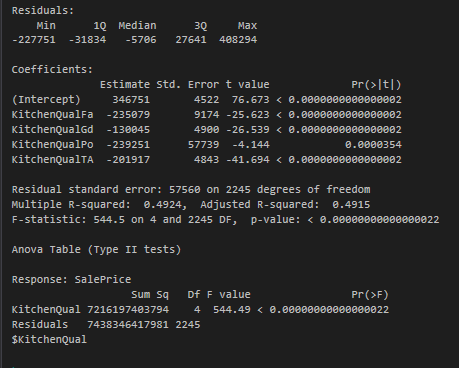 Residuals:
    Min      1Q  Median      3Q     Max
-227751  -31834   -5706   27641  408294
Coefficients:
              Estimate Std. Error t value             Pr(>|t|)
(Intercept)     346751       4522  76.673 < 0.0000000000000002
KitchenQualFa  -235079       9174 -25.623 < 0.0000000000000002
KitchenQualGd  -130045       4900 -26.539 < 0.0000000000000002
KitchenQualPo  -239251      57739  -4.144            0.0000354
KitchenQualTA  -201917       4843 -41.694 < 0.0000000000000002
Residual standard error: 57560 on 2245 degrees of freedom
Multiple R-squared:  0.4924,  Adjusted R-squared:  0.4915
F-statistic: 544.5 on 4 and 2245 DF,  p-value: < 0.00000000000000022
Anova Table (Type II tests)
Response: SalePrice
                   Sum Sq   Df F value                Pr(>F)
KitchenQual 7216197403794    4  544.49 < 0.00000000000000022
Residuals   7438346417981 2245
$KitchenQual